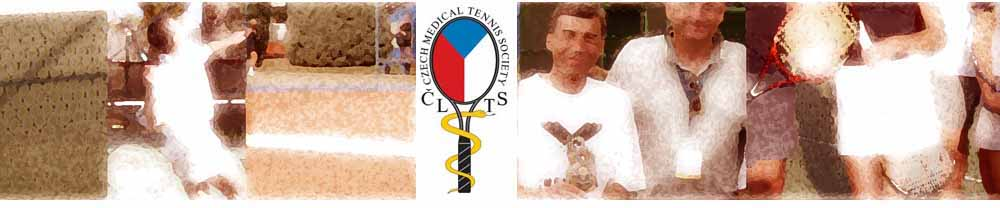 CZECH MEDICAL TENNIS SOCIETY
ČLTS